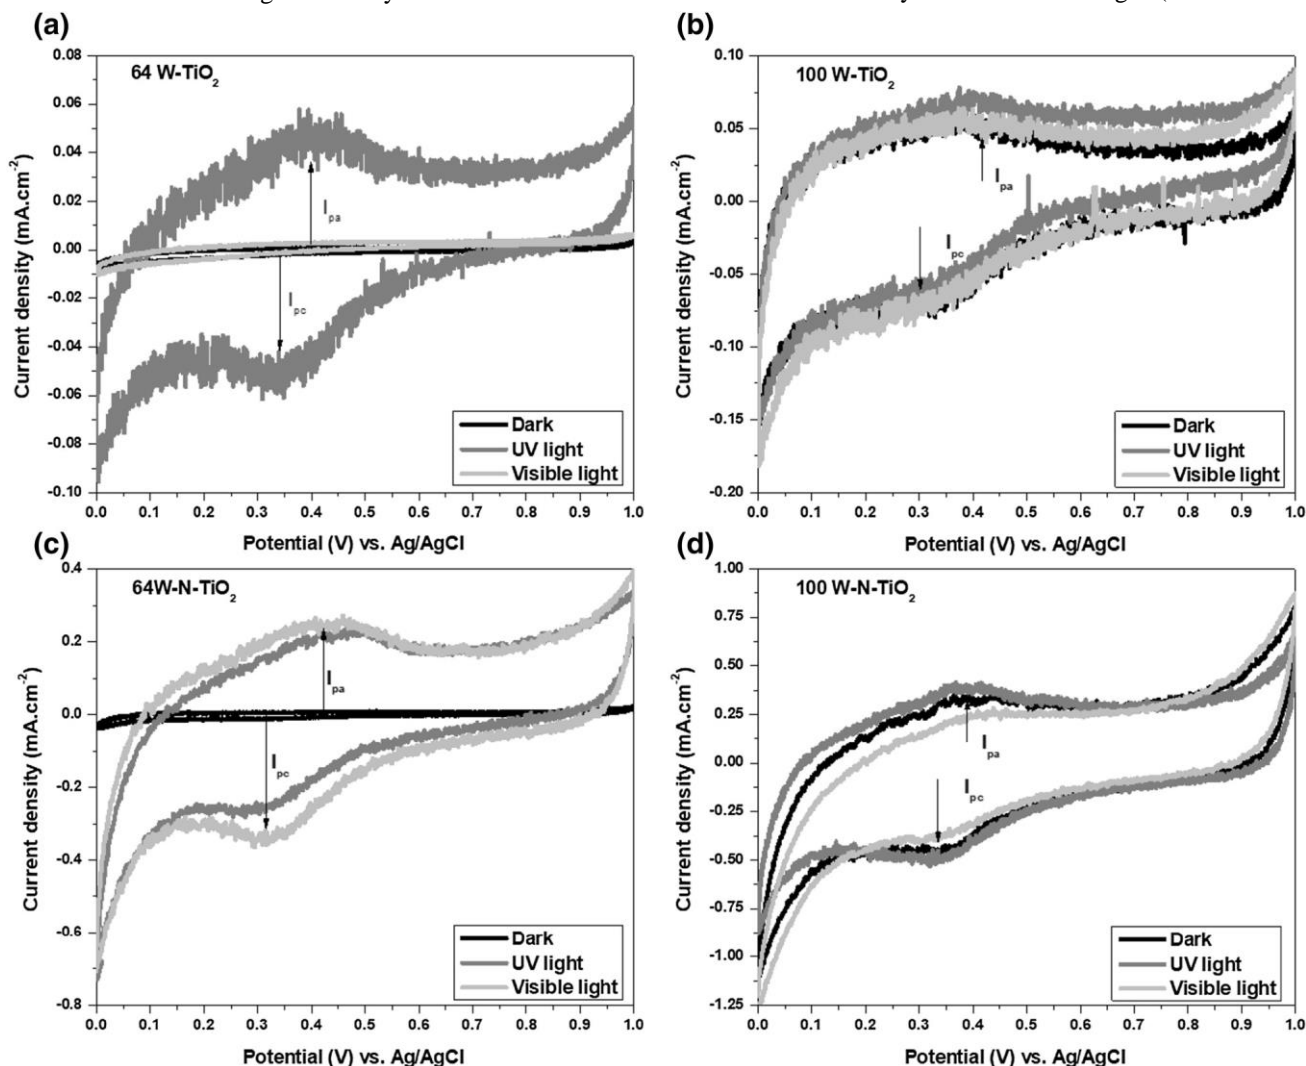 (a)
64 W-TiO2
0.08
0.06
0.04
0.02
0.00
-0.02
-0.04
-0.06
-0.08
-0.10
Current density (mA.cm-2)
Ipa
Ipc
Dark
UV light
Visible light
0.0 0.1 0.2 0.3 0.4 0.5 0.6 0.7 0.8 0.9 1.0
Potential (V) vs. Ag/AgCl
(b)
100 W-TiO2
0.10
0.05
0.00
-0.05
-0.10
-0.15
-0.20
Current density (mA.cm-2)
Ipa
Ipc
Dark
UV light
Visible light
0.0 0.1 0.2 0.3 0.4 0.5 0.6 0.7 0.8 0.9 1.0
Potential (V) vs. Ag/AgCl
(c)
64W-N-TiO2
0.4
0.2
0.0
-0.2
-0.4
-0.6
-0.8
Current density (mA.cm-2)
Ipa
Ipc
Dark
UV light
Visible light
0.0 0.1 0.2 0.3 0.4 0.5 0.6 0.7 0.8 0.9 1.0
Potential (V) vs. Ag/AgCl
(d)
100 W-N-TiO2
1.00
0.75
0.50
0.25
0.00
-0.25
-0.50
-0.75
-1.00
-1.25
Current density (mA.cm-2)
Ipa
Ipc
Dark
UV light
Visible light
0.0 0.1 0.2 0.3 0.4 0.5 0.6 0.7 0.8 0.9 1.0
Potential (V) vs. Ag/AgCl